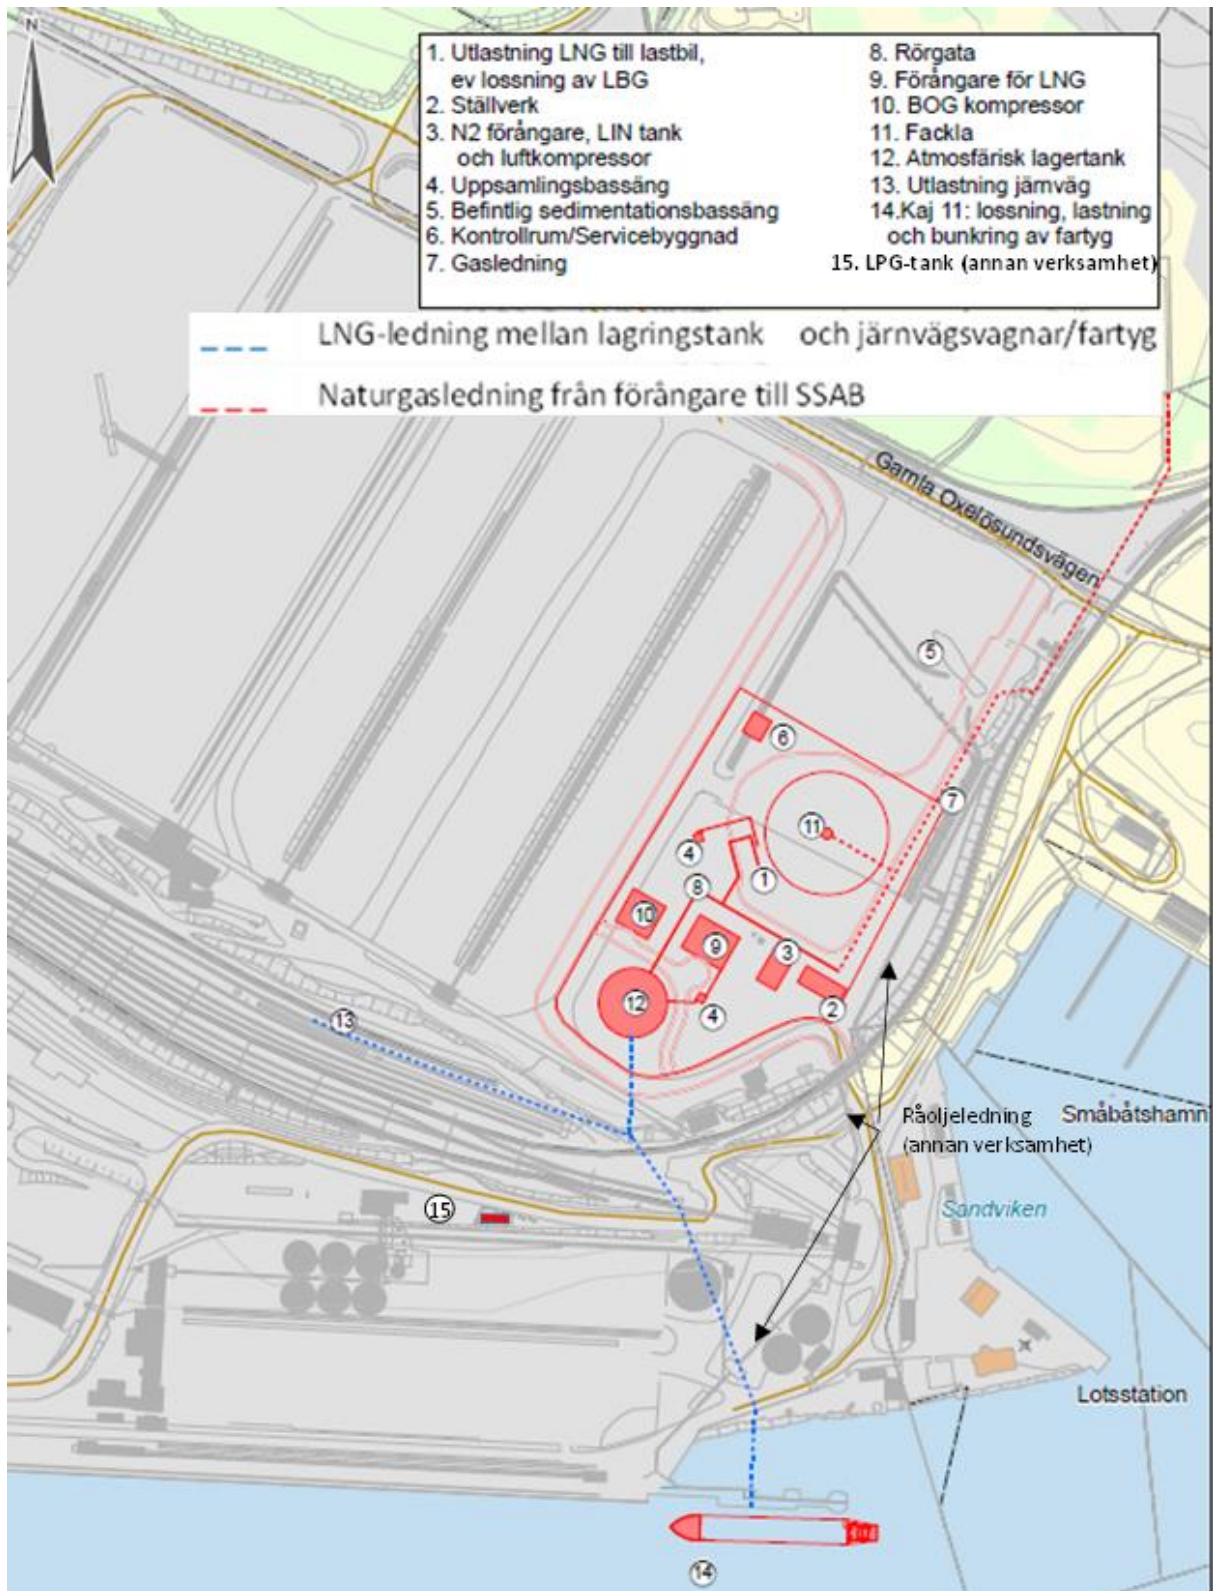 N
1. Utlastning LNG till lastbil,
ev lossning av LBG
2. Ställverk
3. N2 förångare, LIN tank
och luftkompressor
4. Uppsamlingsbassäng
5. Befintlig sedimentationsbassäng
6. Kontrollrum/Servicebyggnad
7. Gasledning
8. Rörgata
9. Förångare för LNG
10. BOG kompressor
11. Fackla
12. Atmosfärisk lagertank
13. Utlastning järnväg
14.Kaj 11: lossning, lastning
och bunkring av fartyg
15. LPG-tank (annan verksamhet)
LNG-ledning mellan lagringstank och järnvägsvagnar/fartyg
Naturgasledning från förångare till SSAB
Gamla Oxelösundsvägen
5
6
7
11
4
1
8
10
9
3
12
4
2
13
Råoljeledning
(annan verksamhet)
Småbåtshamn
15
Sandviken
Lotsstation
14